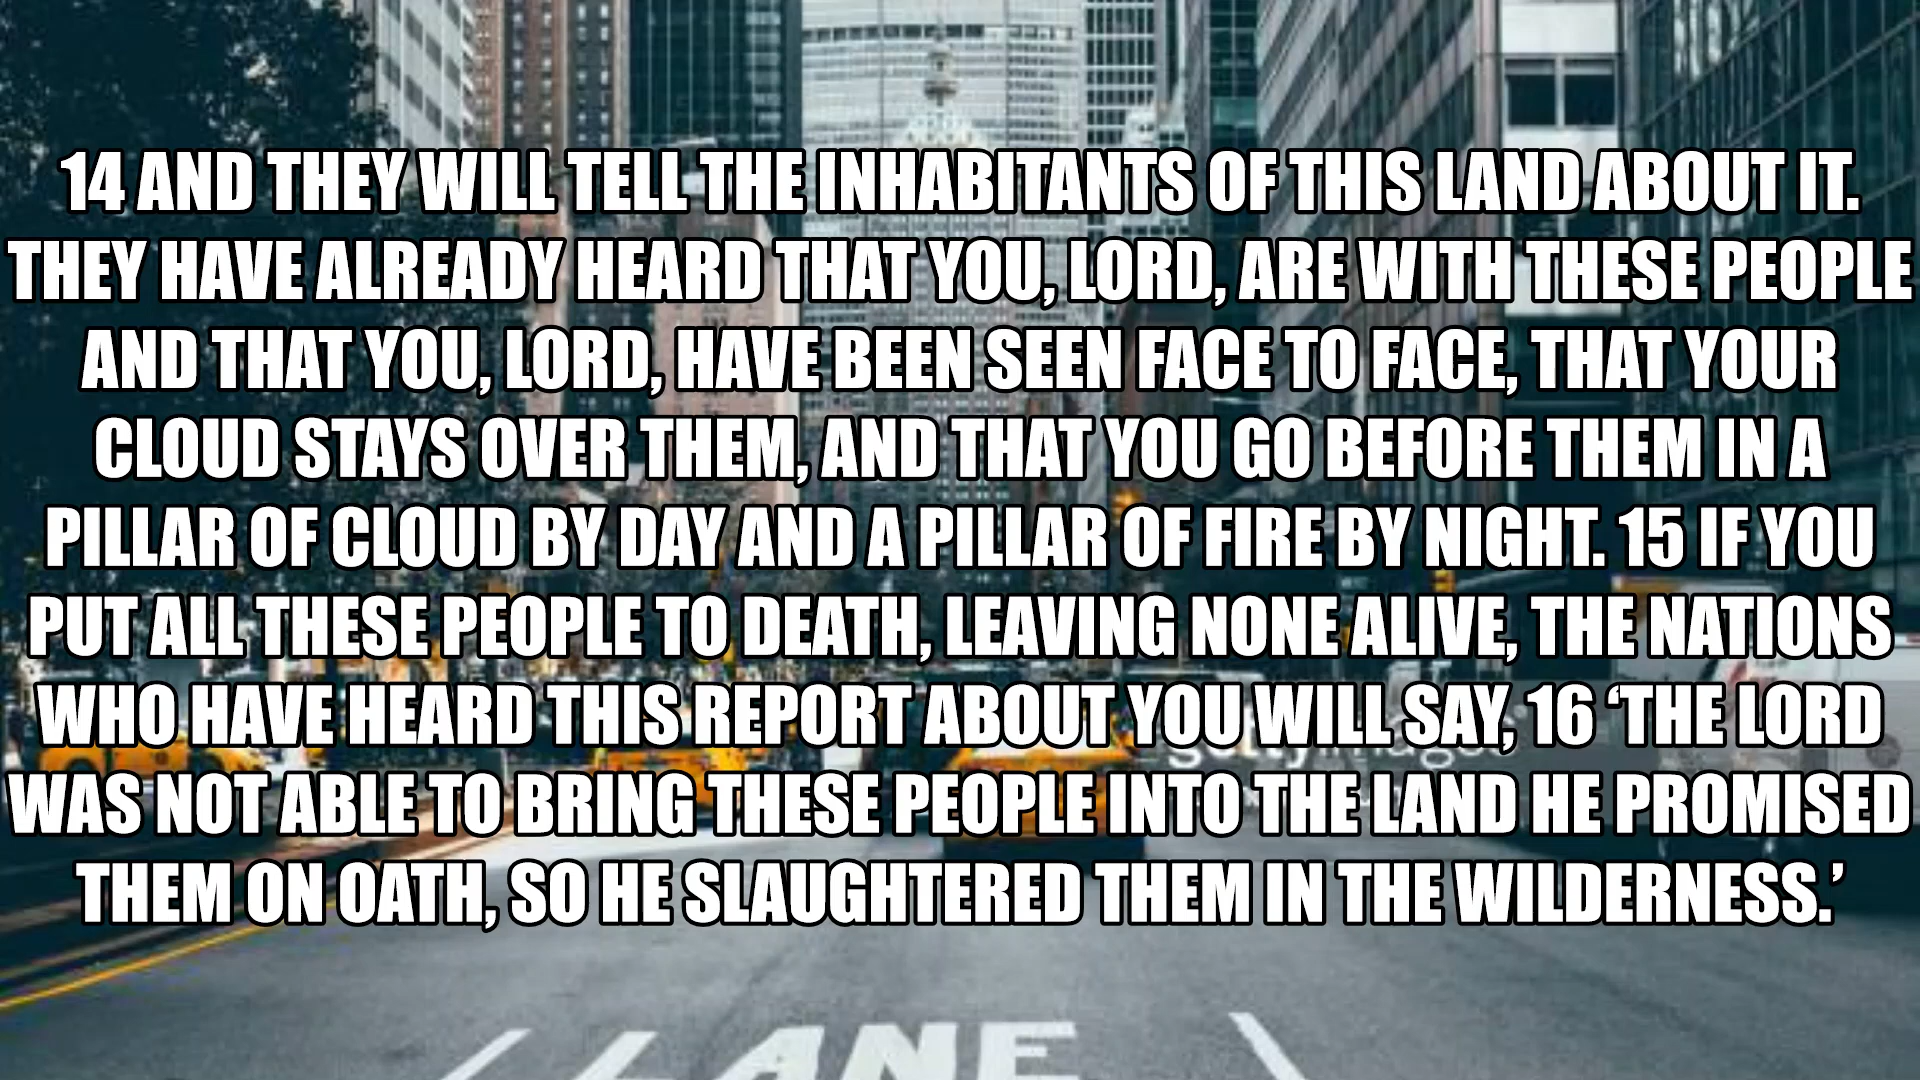 14 AND THEY WILL TELL THE INHABITANTS OF THIS LAND ABOUT IT.
THEY HAVE ALREADY HEARD THAT YOU, LORD, ARE WITH THESE PEOPLE
AND THAT YOU, LORD, HAVE BEEN SEEN FACE TO FACE, THAT YOUR
CLOUD STAYS OVER THEM, AND THAT YOU GO BEFORE THEM IN A
PILLAR OF CLOUD BY DAY AND A PILLAR OF FIRE BY NIGHT. 15 IF YOU
PUT ALL THESE PEOPLE TO DEATH, LEAVING NONE ALIVE, THE NATIONS
WHO HAVE HEARD THIS REPORT ABOUT YOU WILL SAY, 16 ‘THE LORD
WAS NOT ABLE TO BRING THESE PEOPLE INTO THE LAND HE PROMISED
THEM ON OATH, SO HE SLAUGHTERED THEM IN THE WILDERNESS.’
LANE